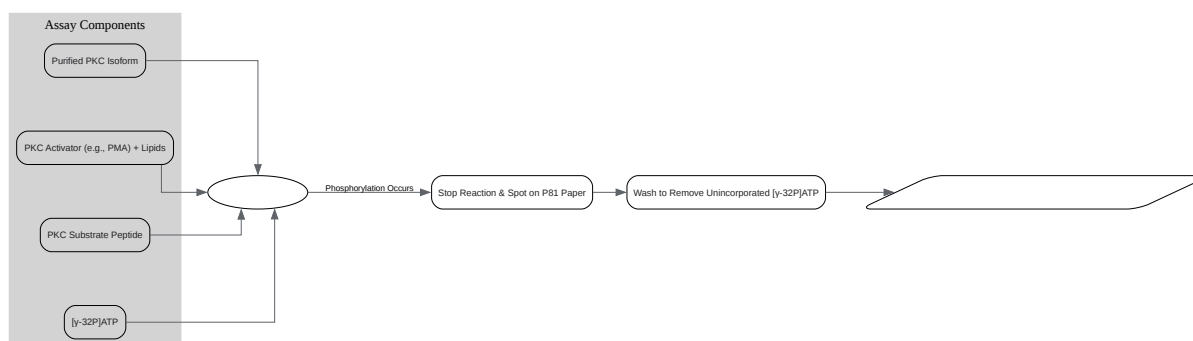 Assay Components
Purified PKC Isoform
PKC Activator (e.g., PMA) + Lipids
PKC Substrate Peptide
[γ-32P]ATP
Phosphorylation Occurs
Stop Reaction & Spot on P81 Paper
Wash to Remove Unincorporated [γ-32P]ATP